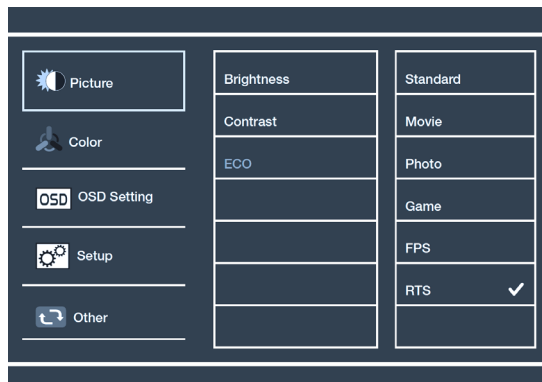 Picture
Color
OSD OSD Setting
Setup
Other
Brightness
Contrast
ECO
Standard
Movie
Photo
Game
FPS
RTS